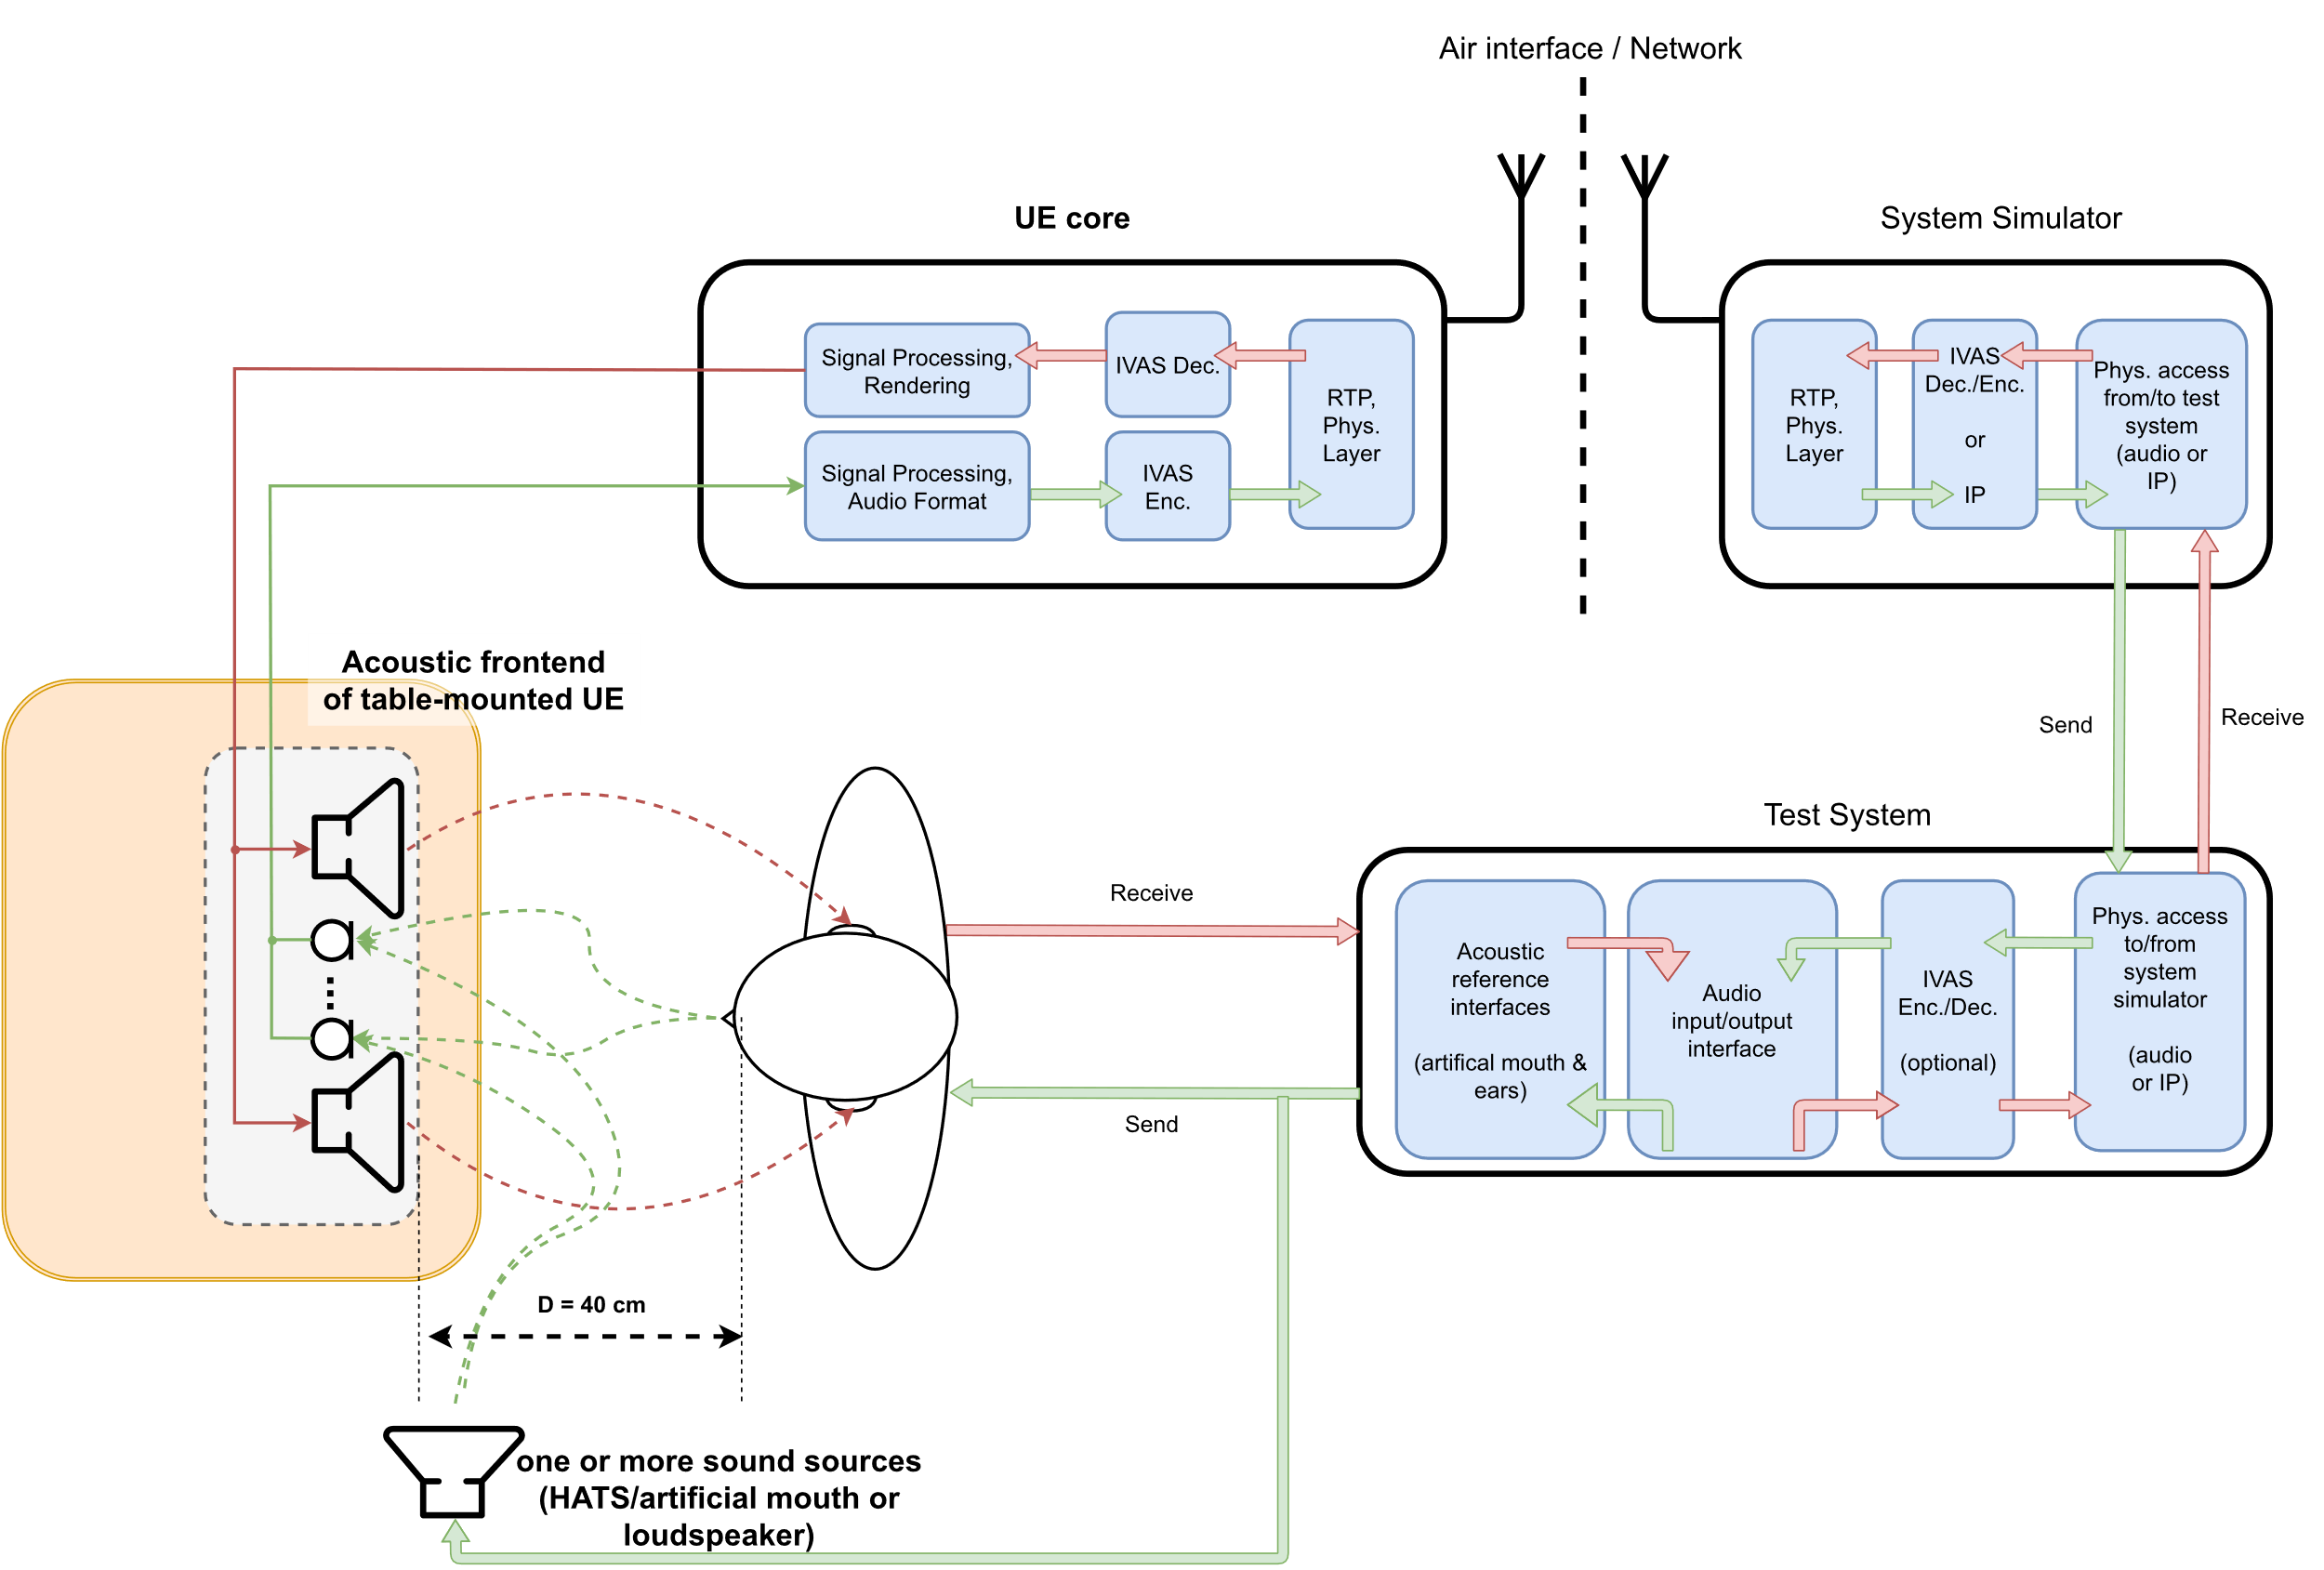 Air interface / Network
UE core
System Simulator
Signal Processing,
Rendering
IVAS Dec.
RTP,
Phys.
Layer
Signal Processing,
Audio Format
IVAS
Enc.
RTP,
Phys.
Layer
IVAS
Dec./Enc.
or
IP
Phys. access
from/to test
system
(audio or
IP)
Acoustic frontend
of table-mounted UE
Send
Receive
Test System
Receive
Send
Acoustic
reference
interfaces
(artifical mouth &
ears)
Audio
input/output
interface
IVAS
Enc./Dec.
(optional)
Phys. access
to/from
system
simulator
(audio
or IP)
D = 40 cm
one or more sound sources
(HATS/artificial mouth or
loudspeaker)